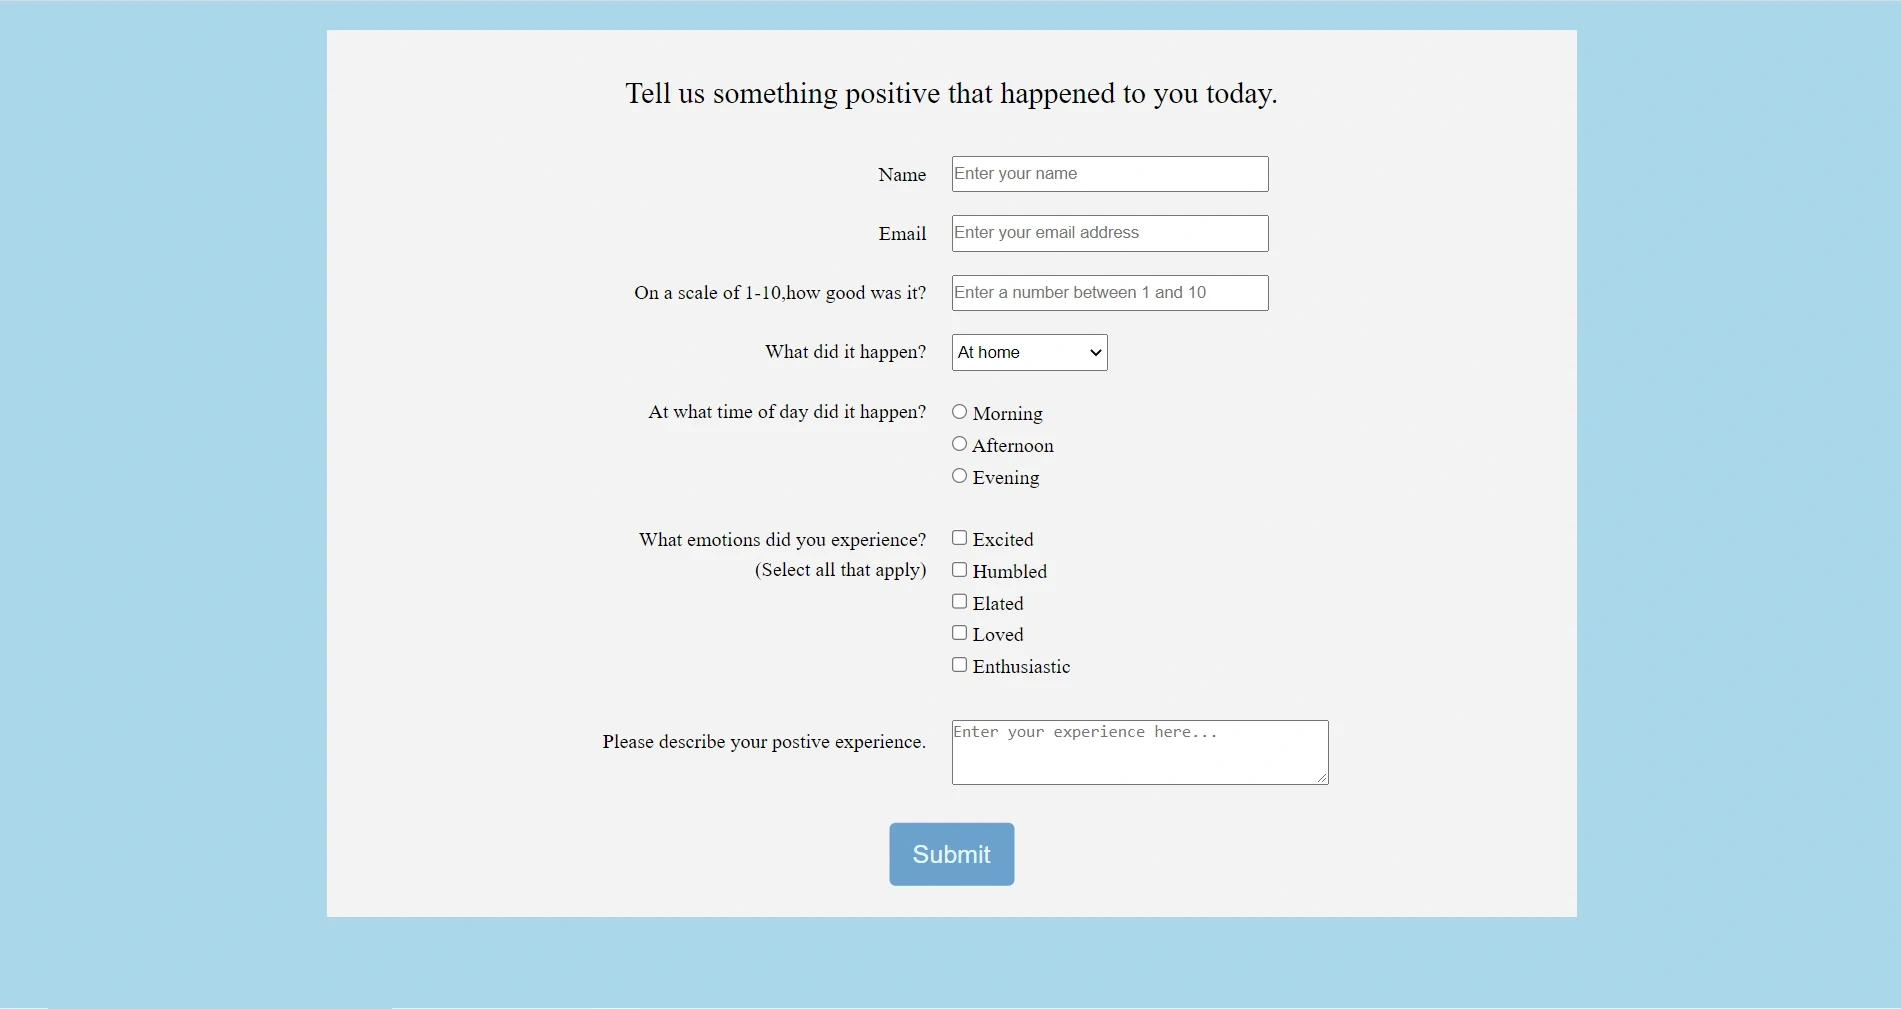 Tell us something positive that happened to you today.
Name
Enter your name
Email
Enter your email address
On a scale of 1-10,how good was it?
Enter a number between 1 and 10
What did it happen?
At home
At what time of day did it happen?
Morning
Afternoon
Evening
What emotions did you experience?
(Select all that apply)
Excited
Humbled
Elated
Loved
Enthusiastic
Please describe your postive experience.
Enter your experience here...
Submit